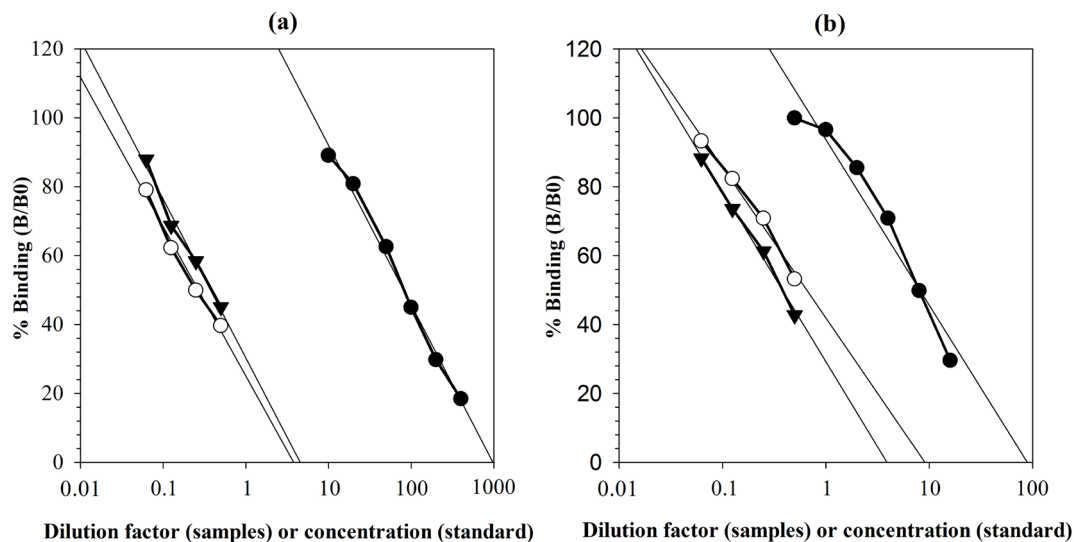 (a)
% Binding (B/B0)
120
100
80
60
40
20
0
0.01 0.1 1 10 100 1000
Dilution factor (samples) or concentration (standard)
(b)
% Binding (B/B0)
120
100
80
60
40
20
0
0.01 0.1 1 10 100
Dilution factor (samples) or concentration (standard)